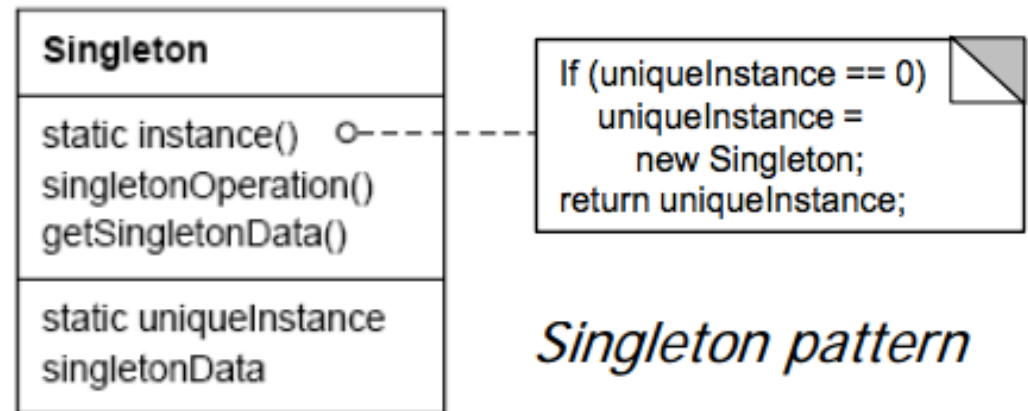 Singleton
static instance()
singletonOperation()
getSingletonData()
static uniqueInstance
singletonData
If (uniqueInstance == 0)
uniqueInstance =
new Singleton;
return uniqueInstance;
Singleton pattern